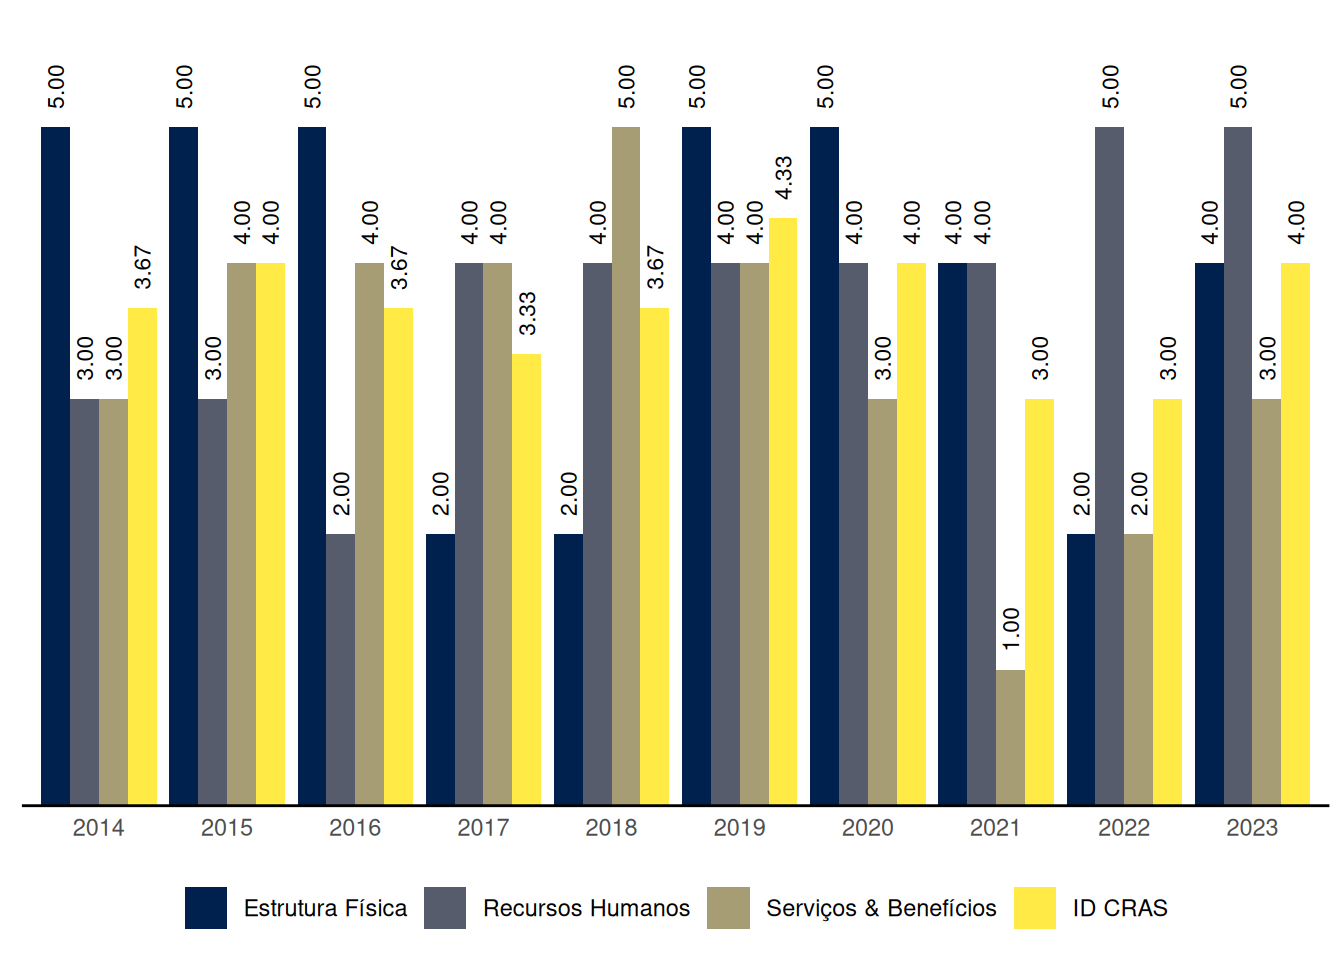 5.00 3.00 3.00 3.67 5.00 3.00 4.00 4.00 5.00 2.00 4.00 3.67 2.00 4.00 4.00 3.33 2.00 4.00 5.00 3.67 5.00 4.00 4.00 4.33 5.00 4.00 3.00 4.00 4.00 4.00 1.00 3.00 2.00 5.00 2.00 3.00 4.00 5.00 3.00 4.00
2014 2015 2016 2017 2018 2019 2020 2021 2022 2023
Estrutura Física Recursos Humanos Serviços & Benefícios ID CRAS